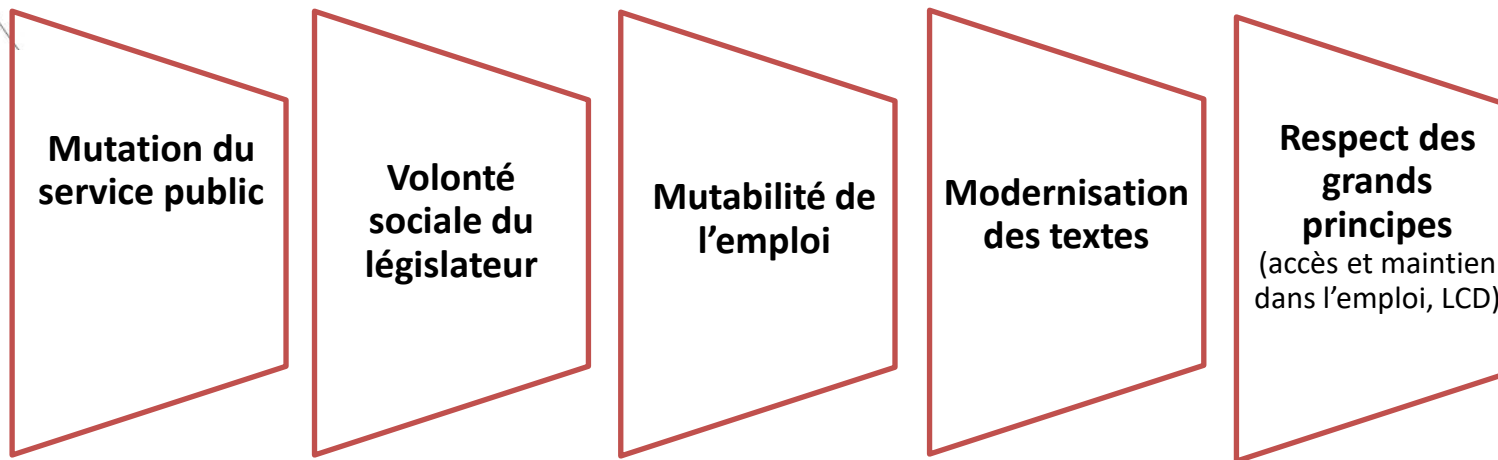 Mutation du
service public
Volonté
sociale du
législateur
Mutabilité de
l’emploi
Modernisation
des textes
Respect des
grands
principes
(accès et maintien
dans l’emploi, LCD)